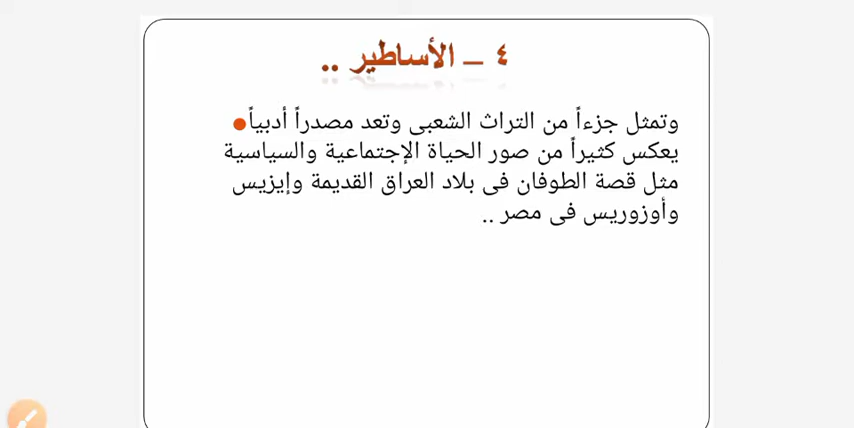 ٤ – الأساطير ..
وتمثل جزءاً من التراث الشعبى وتعد مصدراً أدبياً●
يعكس كثيراً من صور الحياة الإجتماعية والسياسية
مثل قصة الطوفان فى بلاد العراق القديمة وإيزيس
وأوزوريس فى مصر ..